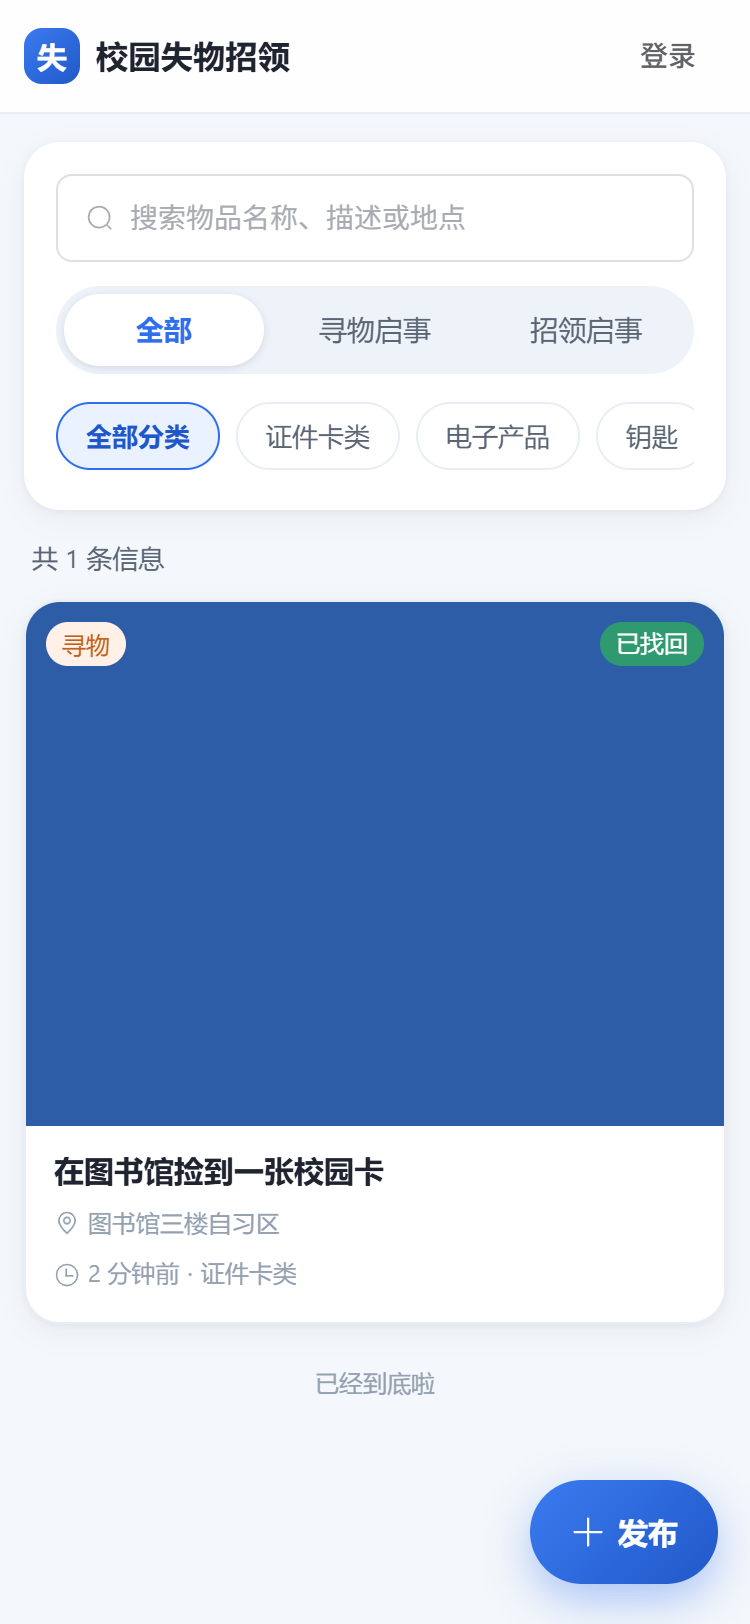 失 校园失物招领 登录
搜索物品名称、描述或地点
全部 寻物启事 招领启事
全部分类 证件卡类 电子产品 钥匙
共 1 条信息
寻物 已找回
在图书馆捡到一张校园卡
图书馆三楼自习区
2 分钟前 · 证件卡类
已经到底啦
发布